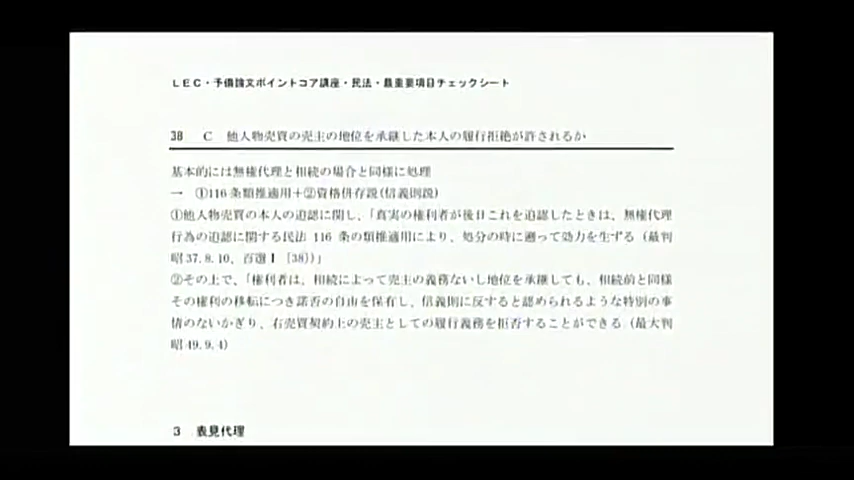 LEC・予備論文ポイントコア講座・民法・最重要項目チェックシート
38 C 他人物売買の売主の地位を承継した本人の履行拒絶が許されるか
基本的には無権代理と相続の場合と同様に処理
→ ①116条類推適用＋②資格併存説(信義則説)
①他人物売買の本人の追認に関し、「真実の権利者が後日これを追認したときは、無権代理
行為の追認に関する民法 116 条の類推適用により、処分の時に遡って効力を生ずる（最判
昭37.8.10、百選Ⅰ〔38〕）」
②その上で、「権利者は、相続によって売主の義務ないし地位を承継しても、相続前と同様
その権利の移転につき諾否の自由を保有し、信義則に反すると認められるような特別の事
情のないかぎり、右売買契約上の売主としての履行義務を拒否することができる（最大判
昭49.9.4）
3 表見代理